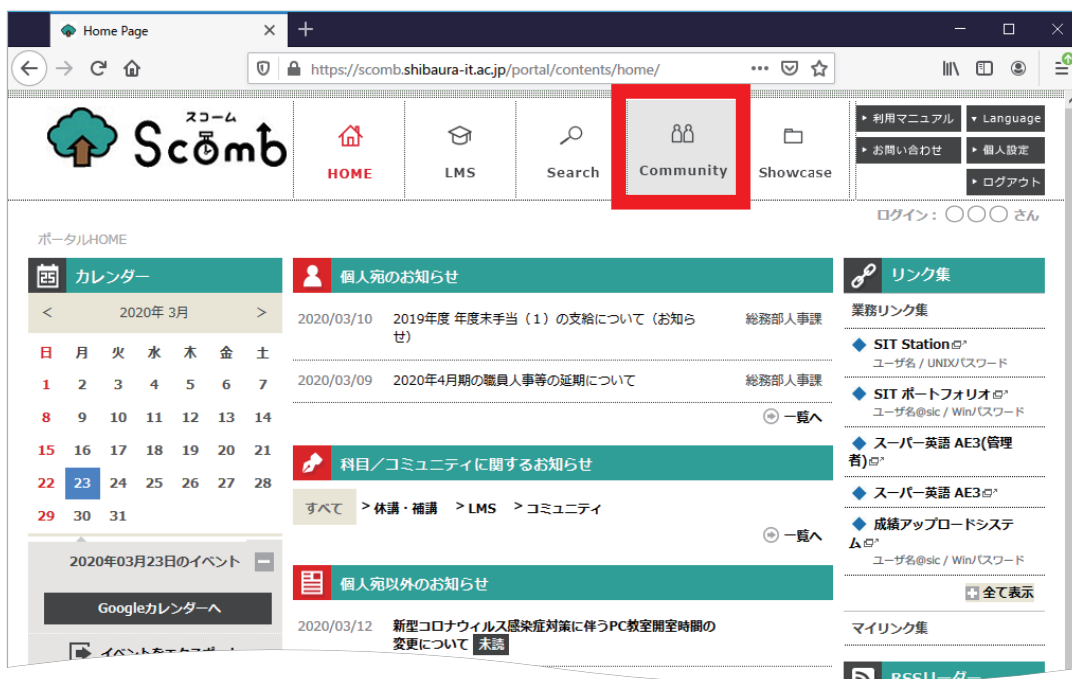 Home Page
https://scomb.shibaura-it.ac.jp/portal/contents/home/
スコーム
Scomb
HOME
LMS
Search
Community
Showcase
利用マニュアル
Language
お問い合わせ
個人設定
ログアウト
ログイン： ○○○ さん
ポータルHOME
カレンダー
< 2020年 3月 >
日 月 火 水 木 金 土
1 2 3 4 5 6 7
8 9 10 11 12 13 14
15 16 17 18 19 20 21
22 23 24 25 26 27 28
29 30 31
2020年03月23日のイベント
Googleカレンダーへ
個人宛のお知らせ
2020/03/10 2019年度 年度末手当（1）の支給について（お知ら
せ） 総務部人事課
2020/03/09 2020年4月期の職員人事等の延期について 総務部人事課
一覧へ
科目／コミュニティに関するお知らせ
すべて >休講・補講 >LMS >コミュニティ
一覧へ
個人宛以外のお知らせ
2020/03/12 新型コロナウィルス感染症対策に伴うPC教室開室時間の
変更について 未読
リンク集
業務リンク集
SIT Station
ユーザ名 / UNIXパスワード
SIT ポートフォリオ
ユーザ名@sic / Winパスワード
スーパー英語 AE3(管理
者)
スーパー英語 AE3
成績アップロードシステ
ム
ユーザ名@sic / Winパスワード
全て表示
マイリンク集
RSSリーダー